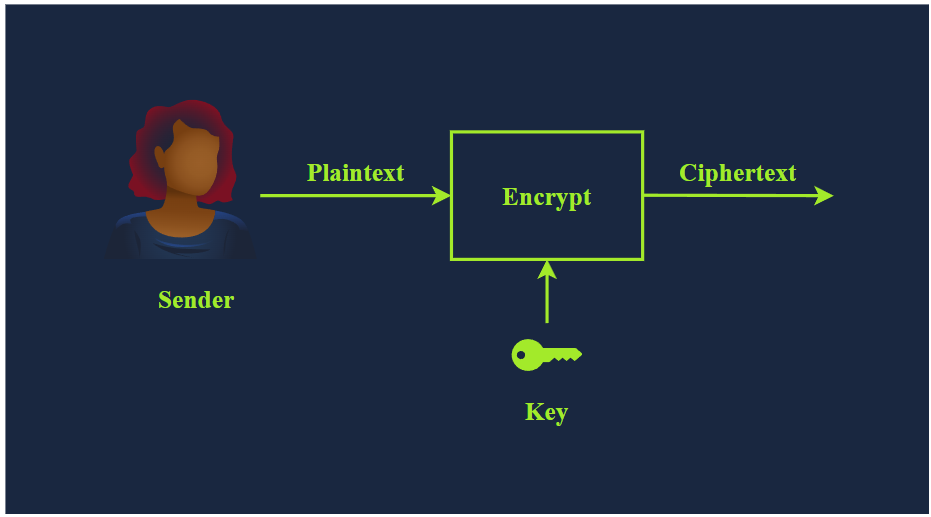 Plaintext
Encrypt
Ciphertext
Sender
Key